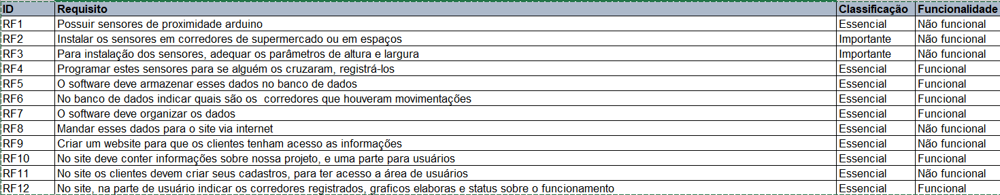 ID Requisito Classificação Funcionalidade
RF1 Possuir sensores de proximidade arduino Essencial Não funcional
RF2 Instalar os sensores em corredores de supermercado ou em espaços Importante Não funcional
RF3 Para instalação dos sensores, adequar os parâmetros de altura e largura Importante Não funcional
RF4 Programar estes sensores para se alguém os cruzaram, registrá-los Essencial Funcional
RF5 O software deve armazenar esses dados no banco de dados Essencial Funcional
RF6 No banco de dados indicar quais são os  corredores que houveram movimentações Essencial Funcional
RF7 O software deve organizar os dados Essencial Funcional
RF8 Mandar esses dados para o site via internet Essencial Não funcional
RF9 Criar um website para que os clientes tenham acesso as informações Essencial Não funcional
RF10 No site deve conter informações sobre nossa projeto, e uma parte para usuários Essencial Funcional
RF11 No site os clientes devem criar seus cadastros, para ter acesso a área de usuários Essencial Não funcional
RF12 No site, na parte de usuário indicar os corredores registrados, graficos elaboras e status sobre o funcionamento Essencial Funcional